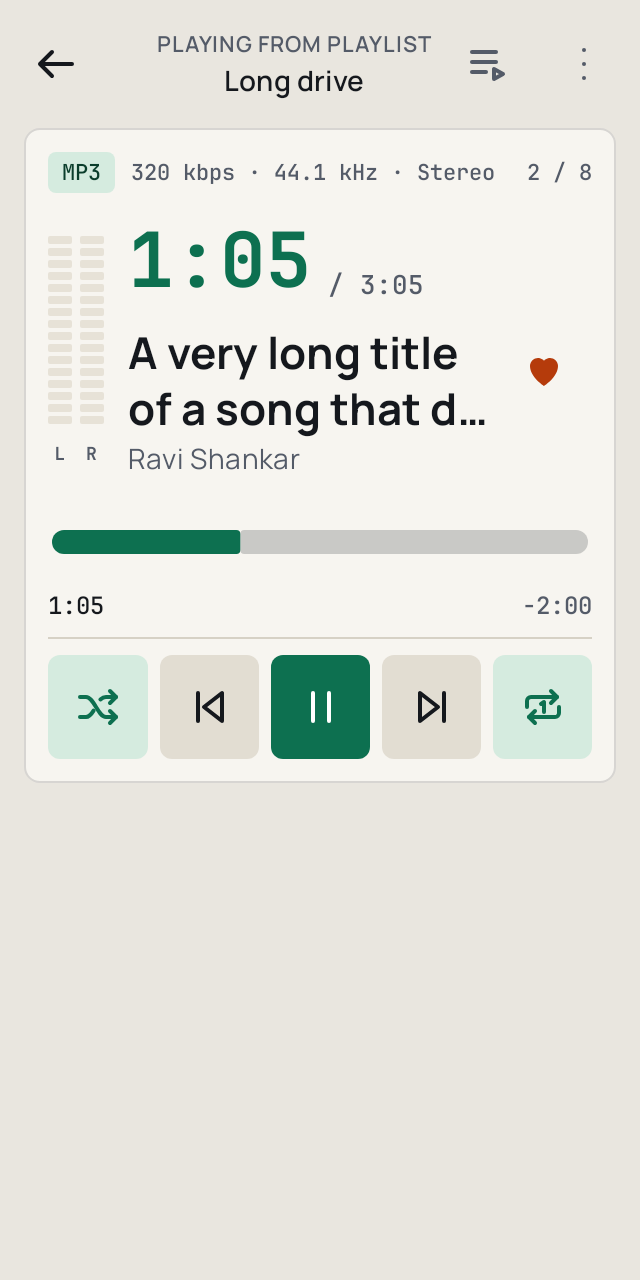 PLAYING FROM PLAYLIST
Long drive
MP3 320 kbps · 44.1 kHz · Stereo 2 / 8
1:05 / 3:05
A very long title
of a song that d…
L R
Ravi Shankar
1:05 -2:00
1